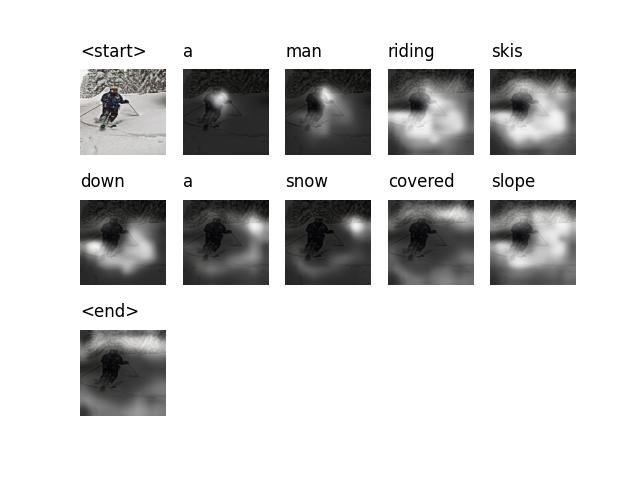 <start> a man riding skis
down a snow covered slope
<end>